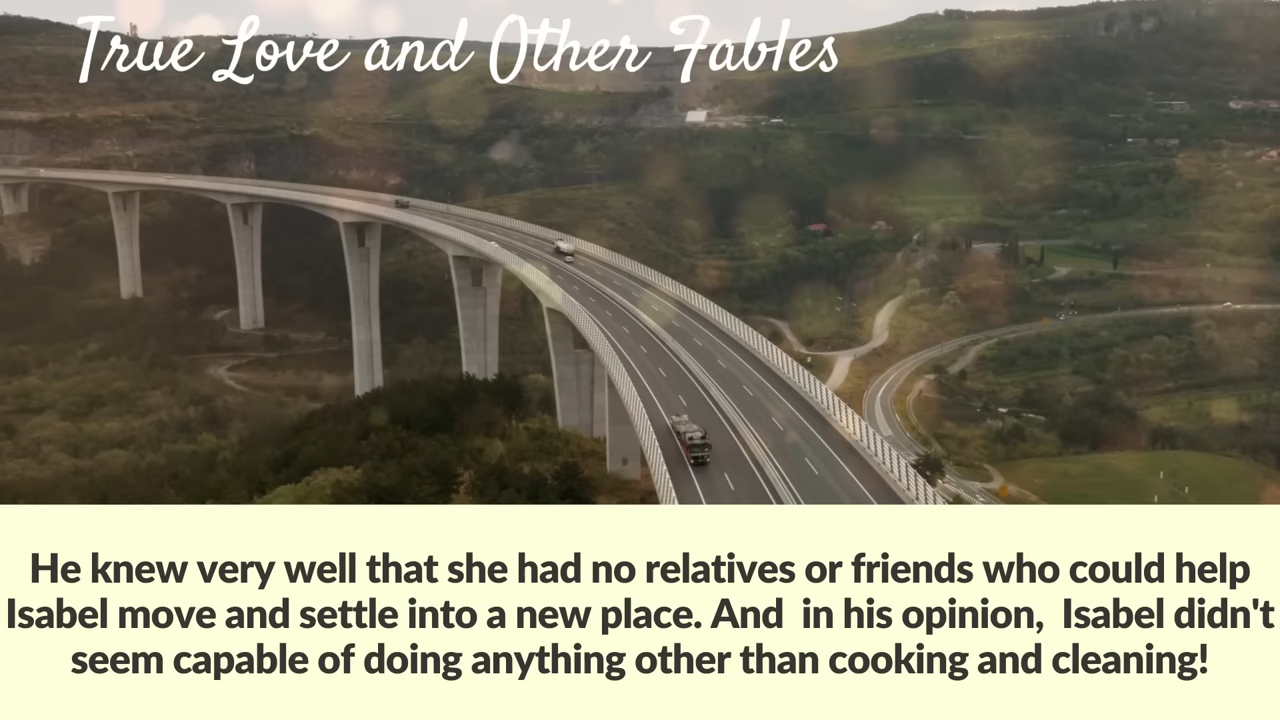 True Love and Other Fables
He knew very well that she had no relatives or friends who could help
Isabel move and settle into a new place. And  in his opinion,  Isabel didn't
seem capable of doing anything other than cooking and cleaning!